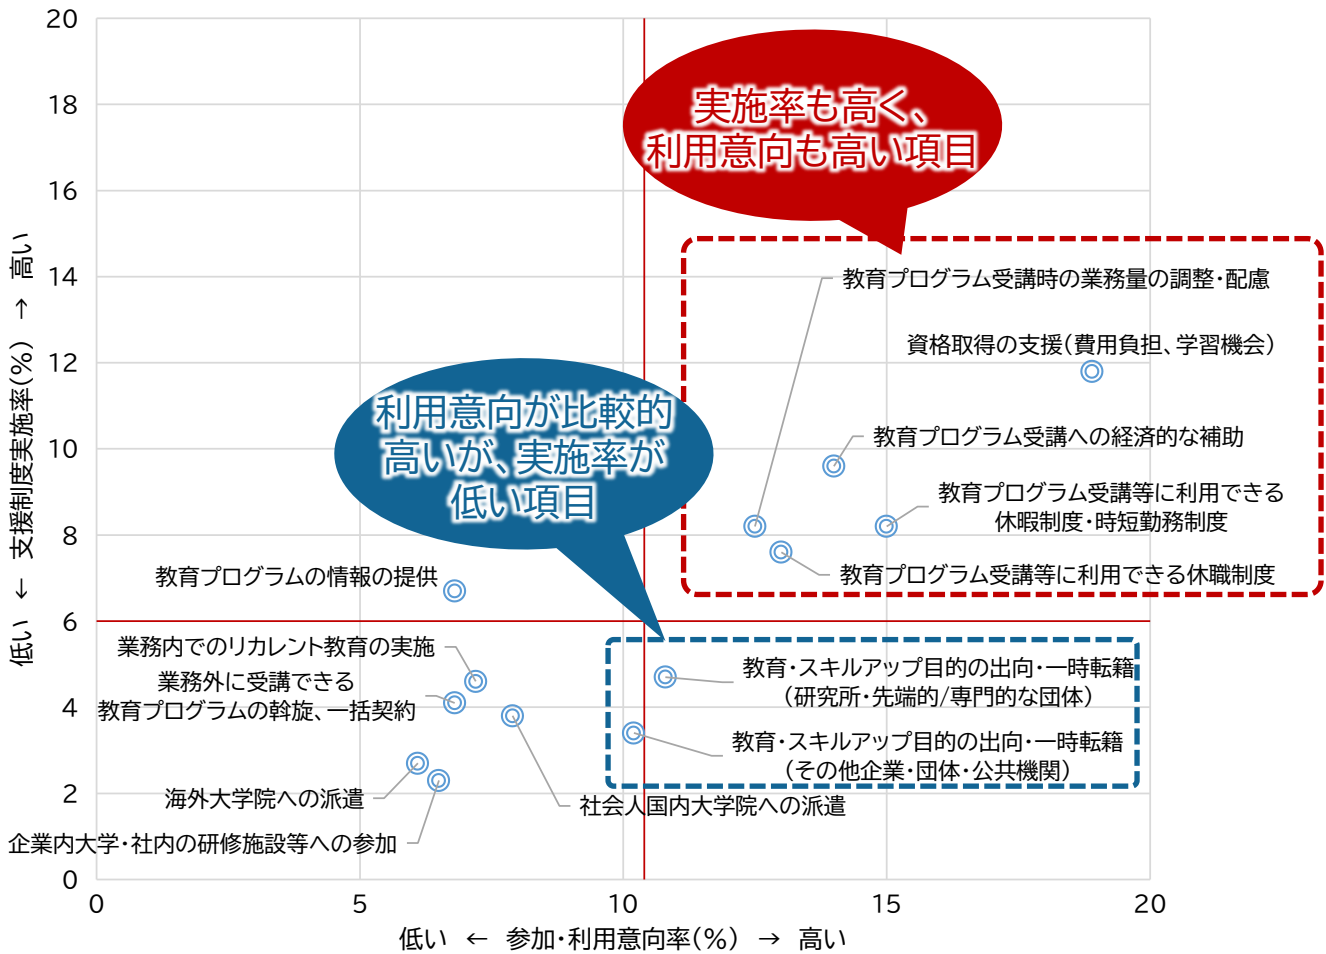 20
18
16
14
12
10
8
6
4
2
0
0
5
10
15
20
低い ← 支援制度実施率(%) → 高い
低い ← 参加・利用意向率(%) → 高い
実施率も高く、
利用意向も高い項目
教育プログラム受講時の業務量の調整・配慮
資格取得の支援(費用負担、学習機会)
教育プログラム受講への経済的な補助
教育プログラム受講等に利用できる
休暇制度・時短勤務制度
教育プログラム受講等に利用できる休職制度
利用意向が比較的
高いが、実施率が
低い項目
教育プログラムの情報の提供
業務内でのリカレント教育の実施
業務外に受講できる
教育プログラムの斡旋、一括契約
教育・スキルアップ目的の出向・一時転籍
(研究所・先端的/専門的な団体)
教育・スキルアップ目的の出向・一時転籍
(その他企業・団体・公共機関)
海外大学院への派遣
社会人国内大学院への派遣
企業内大学・社内の研修施設等への参加